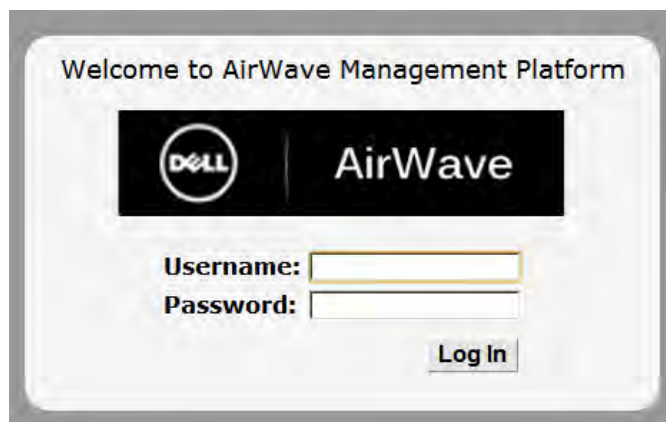 Welcome to AirWave Management Platform
DELL AirWave
Username:
Password:
Log In